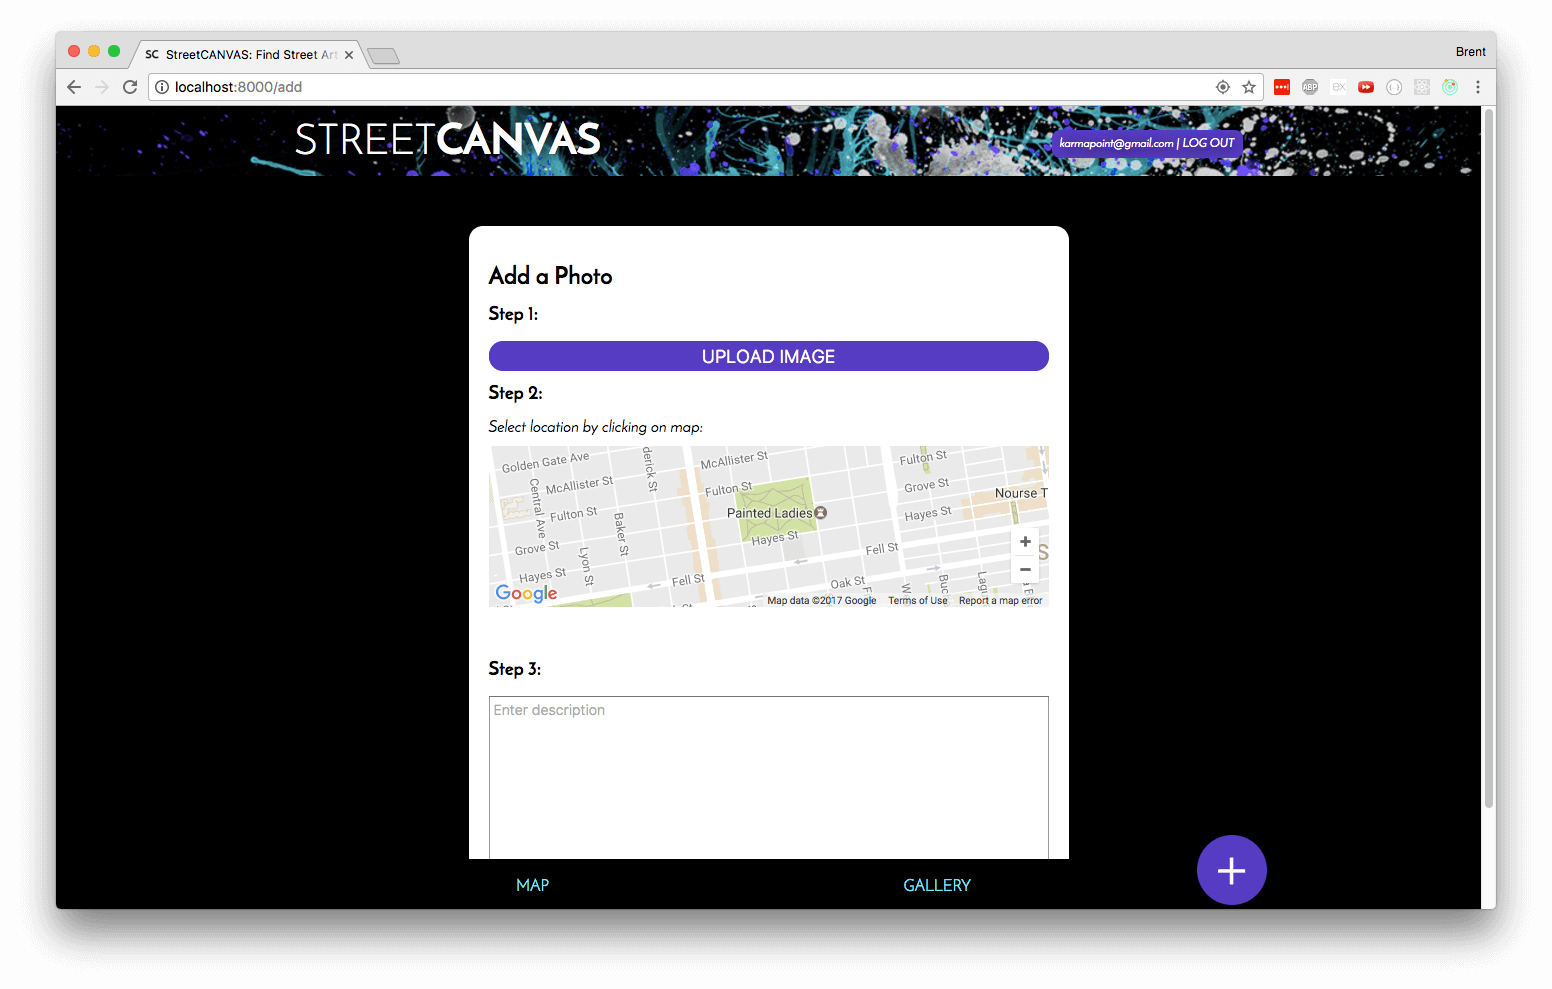 SC StreetCANVAS: Find Street Art
Brent
localhost:8000/add
ABP
STREETCANVAS
karmapoint@gmail.com | LOG OUT
Add a Photo
Step 1:
UPLOAD IMAGE
Step 2:
Select location by clicking on map:
Golden Gate Ave
derick St
McAllister St
Fulton St
McAllister St
Central Ave
Fulton St
Grove St
Nourse T
Painted Ladies
Fulton St
Baker St
Hayes St
Hayes St
Grove St
Lyon St
Fell St
S
Hayes St
Fell St
Oak St
Buc
Lagu
Google
Map data ©2017 Google
Terms of Use
Report a map error
Step 3:
Enter description
MAP
GALLERY